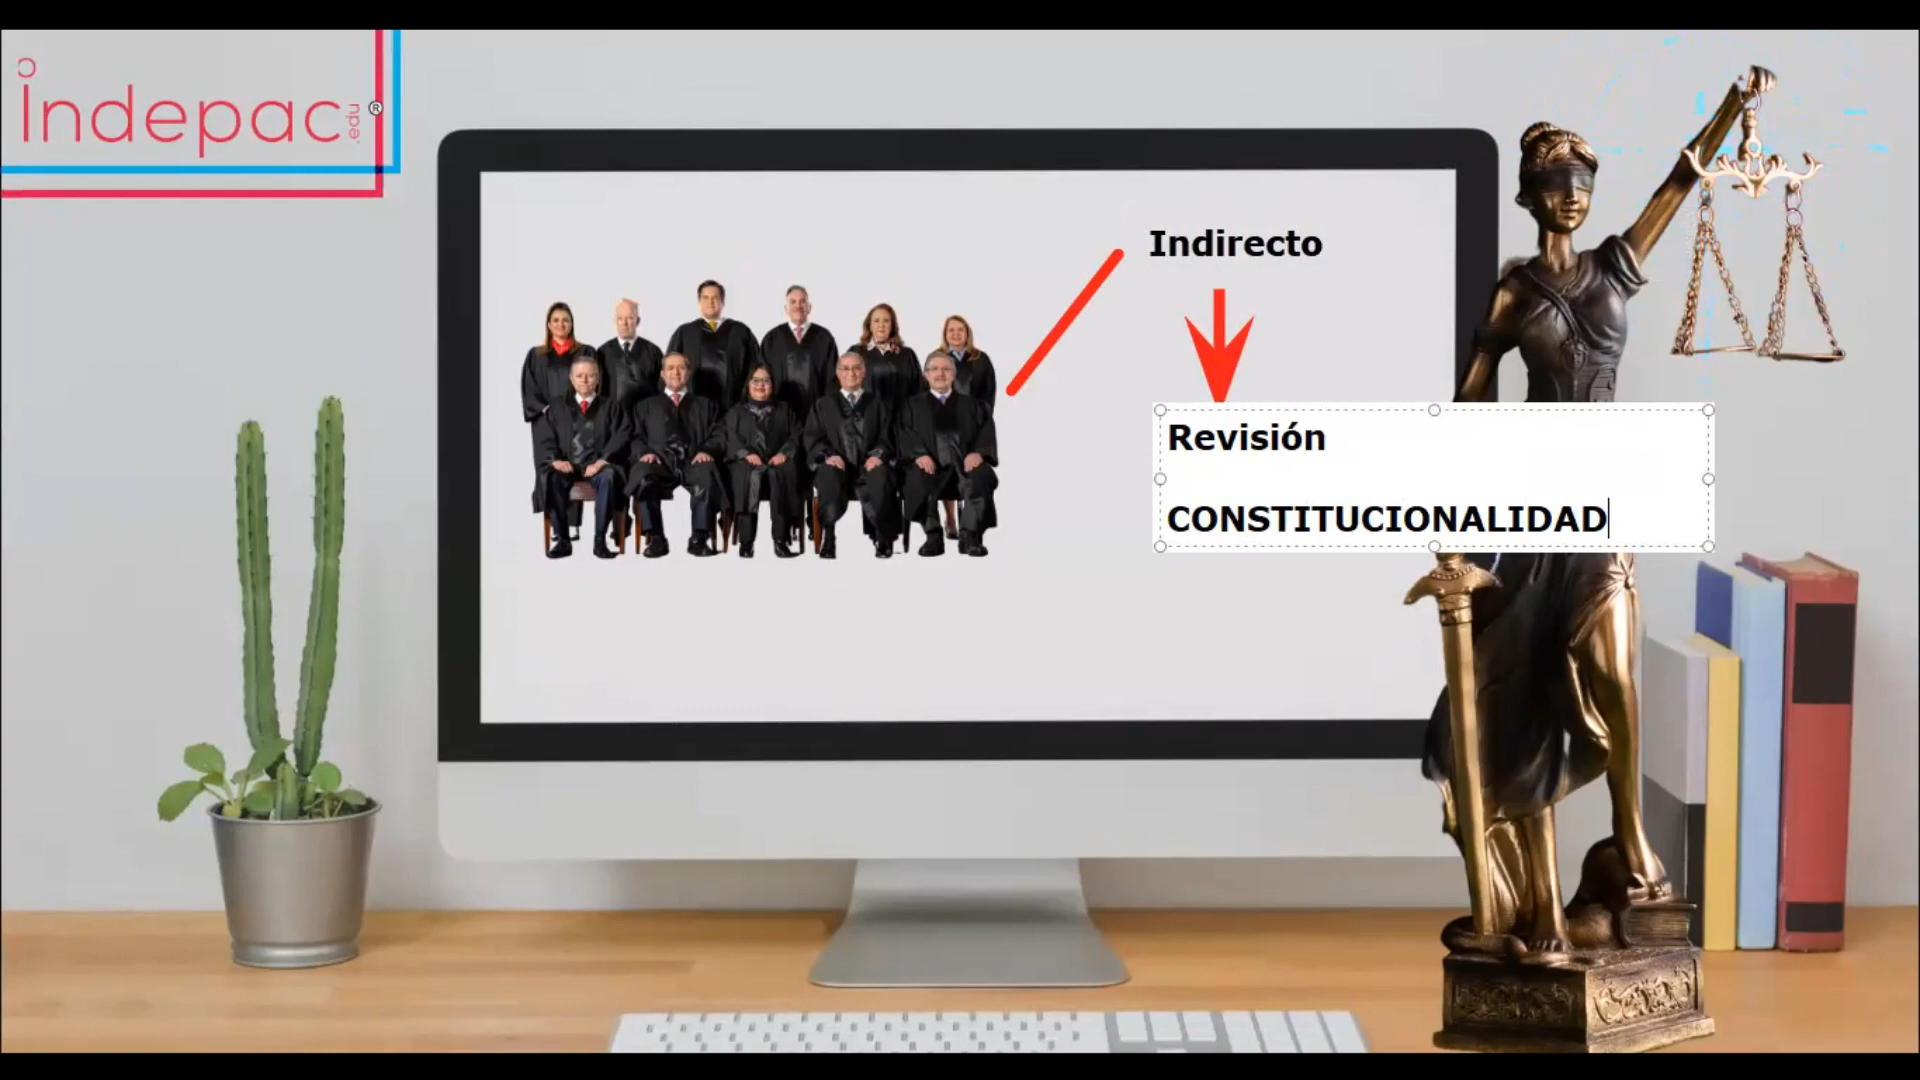 Indepac
.edu
®
Indirecto
Revisión
CONSTITUCIONALIDAD